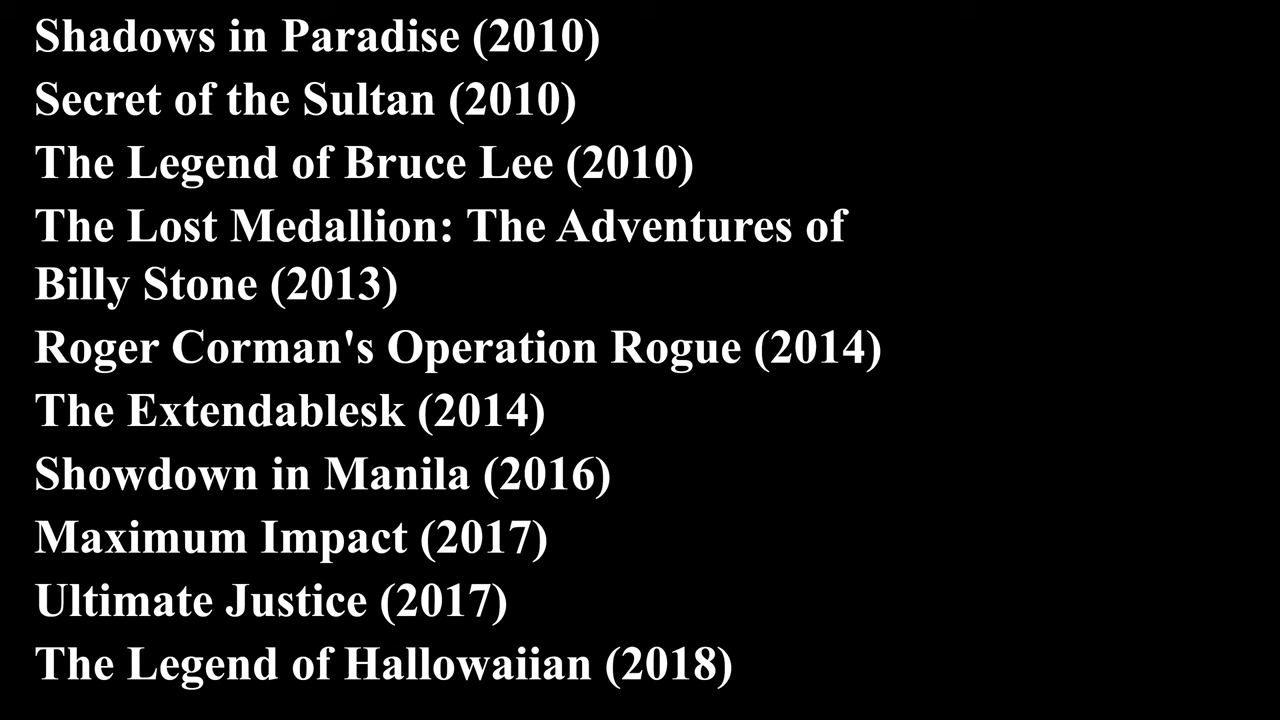 Shadows in Paradise (2010)
Secret of the Sultan (2010)
The Legend of Bruce Lee (2010)
The Lost Medallion: The Adventures of
Billy Stone (2013)
Roger Corman's Operation Rogue (2014)
The Extendablesk (2014)
Showdown in Manila (2016)
Maximum Impact (2017)
Ultimate Justice (2017)
The Legend of Hallowaiian (2018)